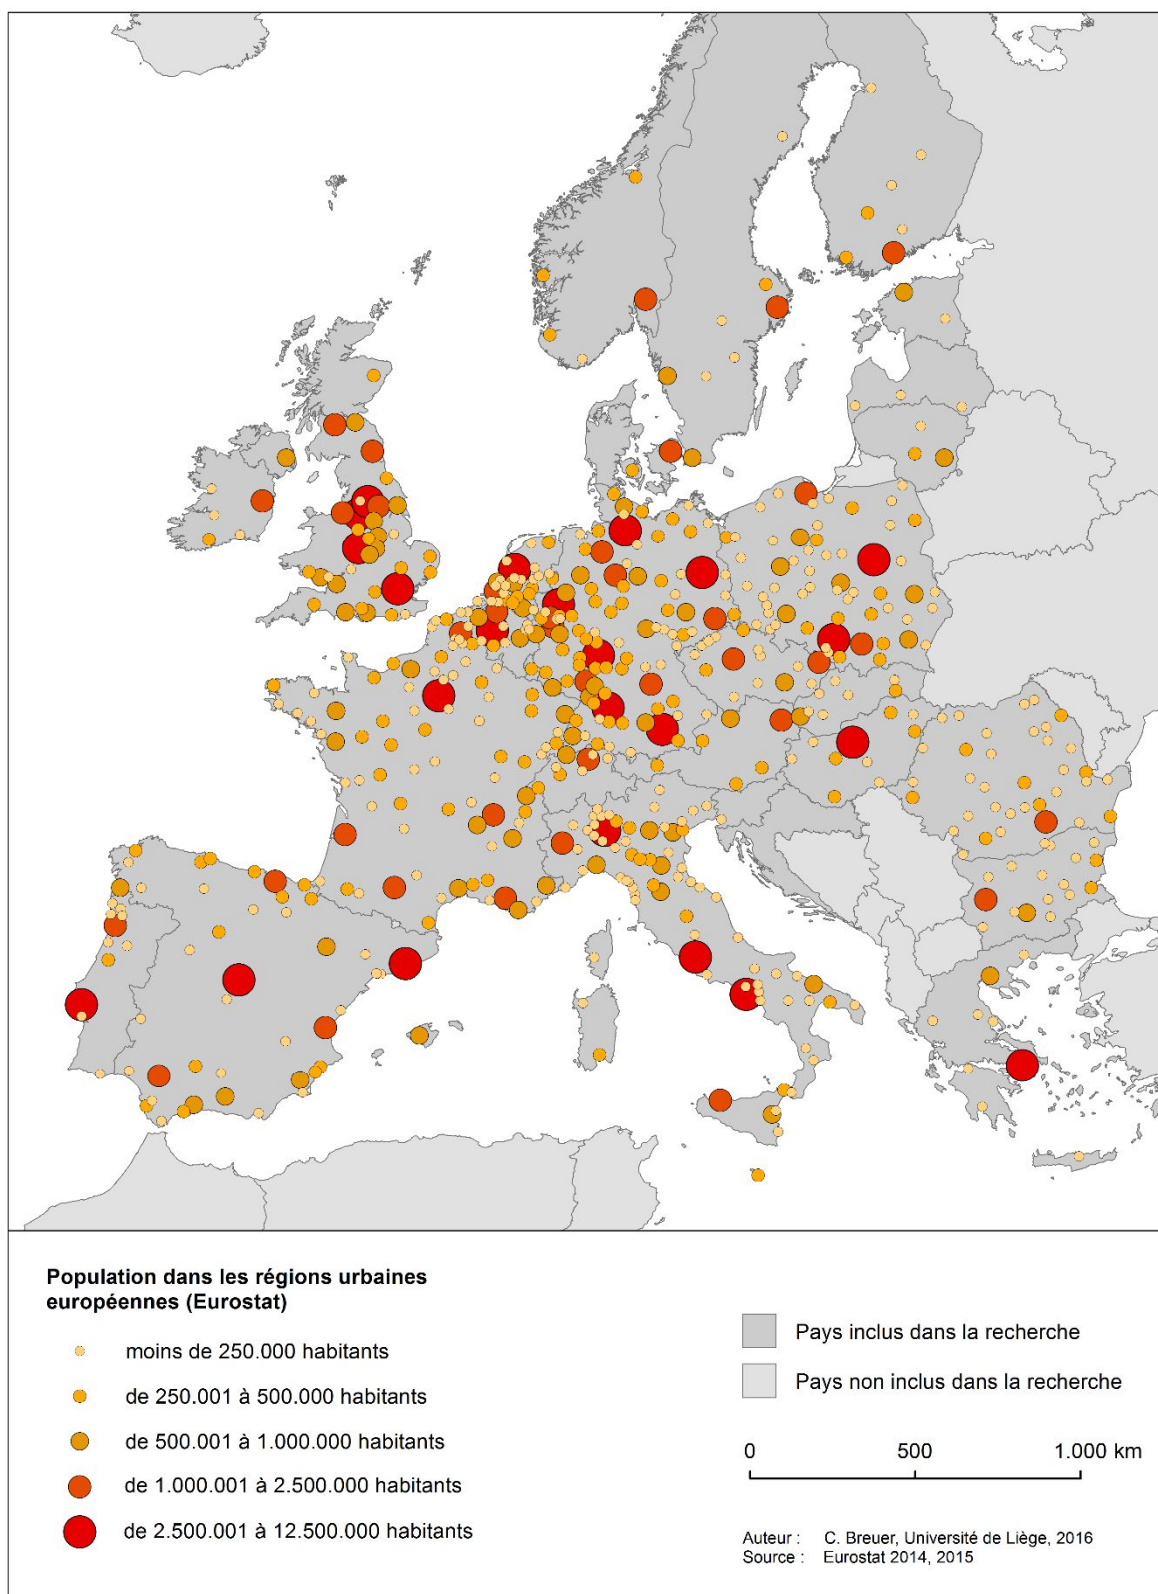 Population dans les régions urbaines
européennes (Eurostat)
moins de 250.000 habitants
de 250.001 à 500.000 habitants
de 500.001 à 1.000.000 habitants
de 1.000.001 à 2.500.000 habitants
de 2.500.001 à 12.500.000 habitants
Pays inclus dans la recherche
Pays non inclus dans la recherche
0 500 1.000 km
Auteur : C. Breuer, Université de Liège, 2016
Source : Eurostat 2014, 2015